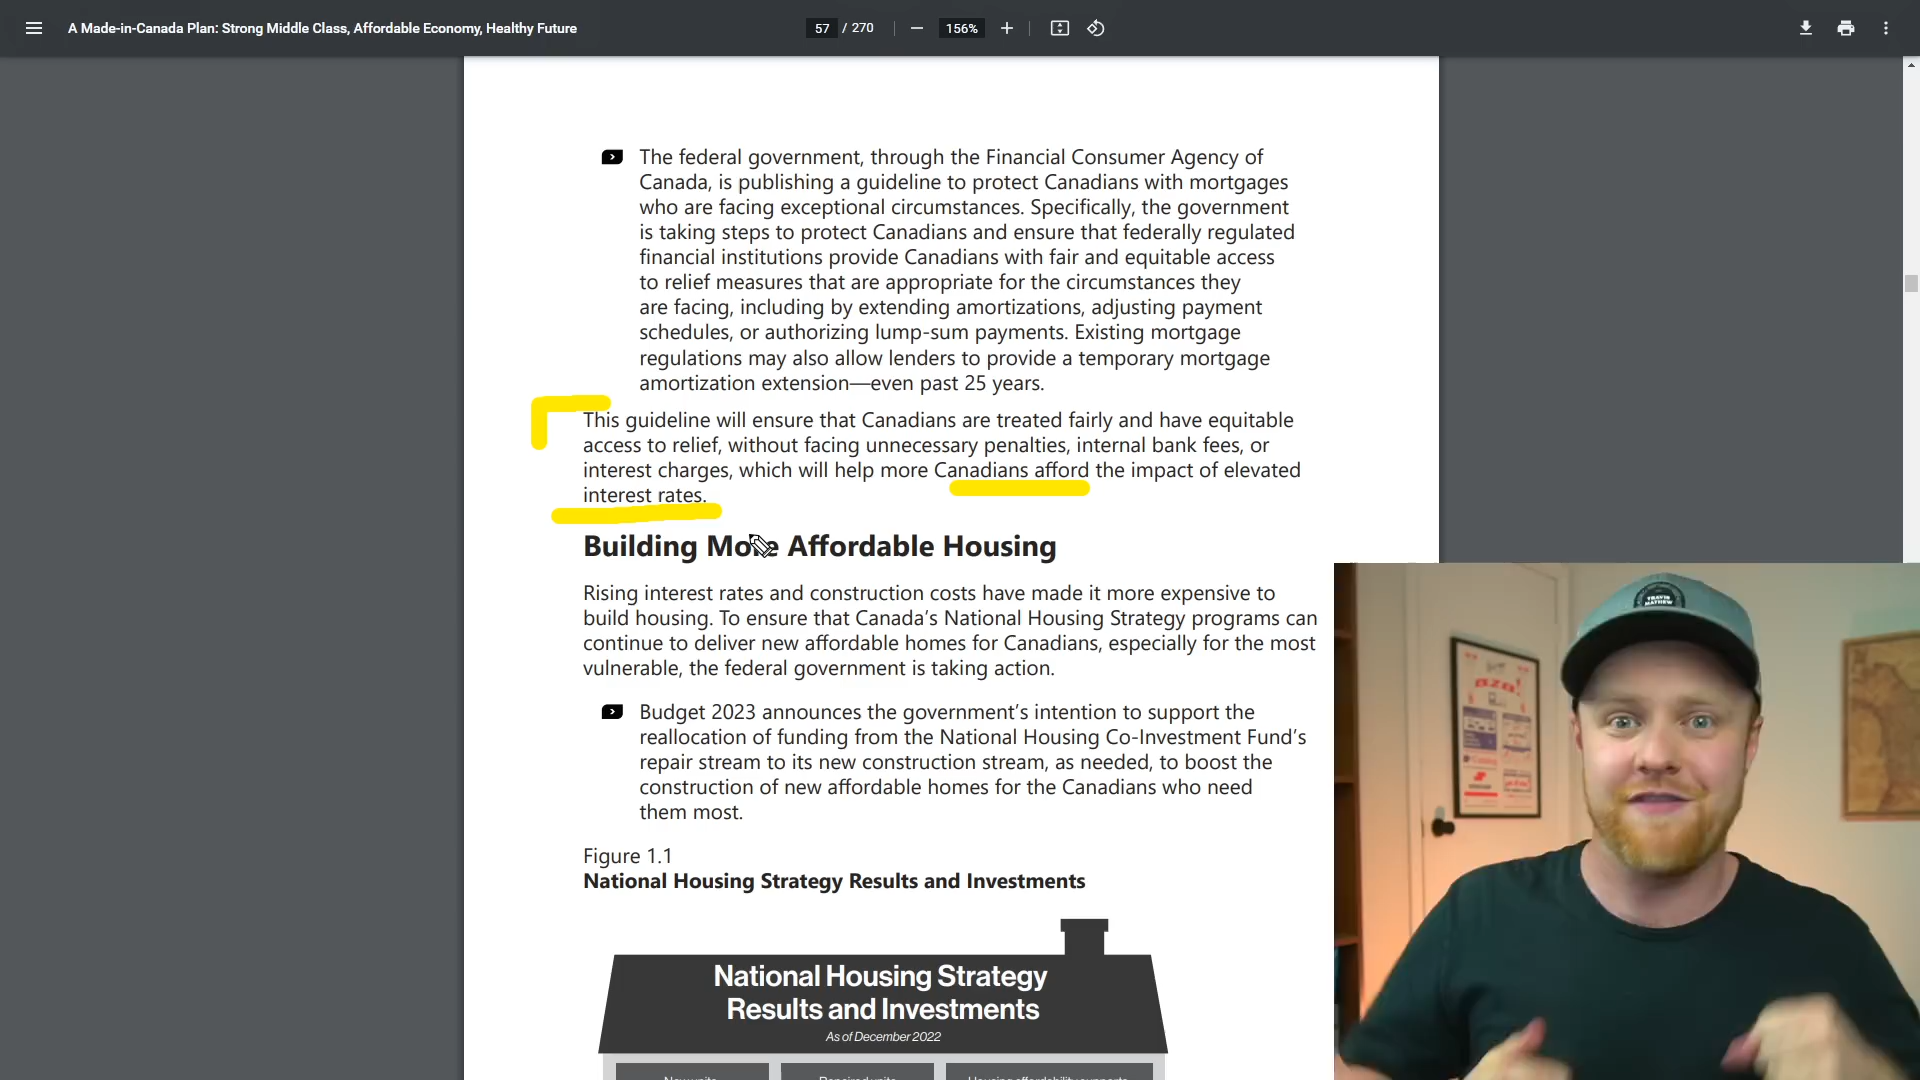 A Made-in-Canada Plan: Strong Middle Class, Affordable Economy, Healthy Future
57 / 270
156%
The federal government, through the Financial Consumer Agency of
Canada, is publishing a guideline to protect Canadians with mortgages
who are facing exceptional circumstances. Specifically, the government
is taking steps to protect Canadians and ensure that federally regulated
financial institutions provide Canadians with fair and equitable access
to relief measures that are appropriate for the circumstances they
are facing, including by extending amortizations, adjusting payment
schedules, or authorizing lump-sum payments. Existing mortgage
regulations may also allow lenders to provide a temporary mortgage
amortization extension—even past 25 years.
This guideline will ensure that Canadians are treated fairly and have equitable
access to relief, without facing unnecessary penalties, internal bank fees, or
interest charges, which will help more Canadians afford the impact of elevated
interest rates.
Building More Affordable Housing
Rising interest rates and construction costs have made it more expensive to
build housing. To ensure that Canada's National Housing Strategy programs can
continue to deliver new affordable homes for Canadians, especially for the most
vulnerable, the federal government is taking action.
Budget 2023 announces the government's intention to support the
reallocation of funding from the National Housing Co-Investment Fund's
repair stream to its new construction stream, as needed, to boost the
construction of new affordable homes for the Canadians who need
them most.
Figure 1.1
National Housing Strategy Results and Investments
National Housing Strategy
Results and Investments
As of December 2022
TRAVIS
MATHEW